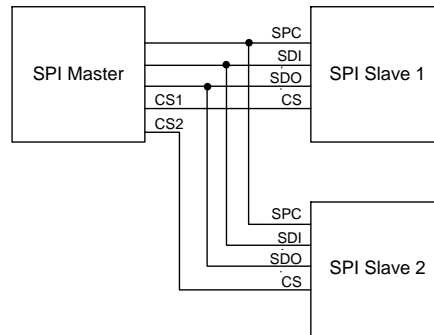 SPC
SDI
SPI Master
SDO
SPI Slave 1
CS1
CS
CS2
SPC
SDI
SDO
SPI Slave 2
CS